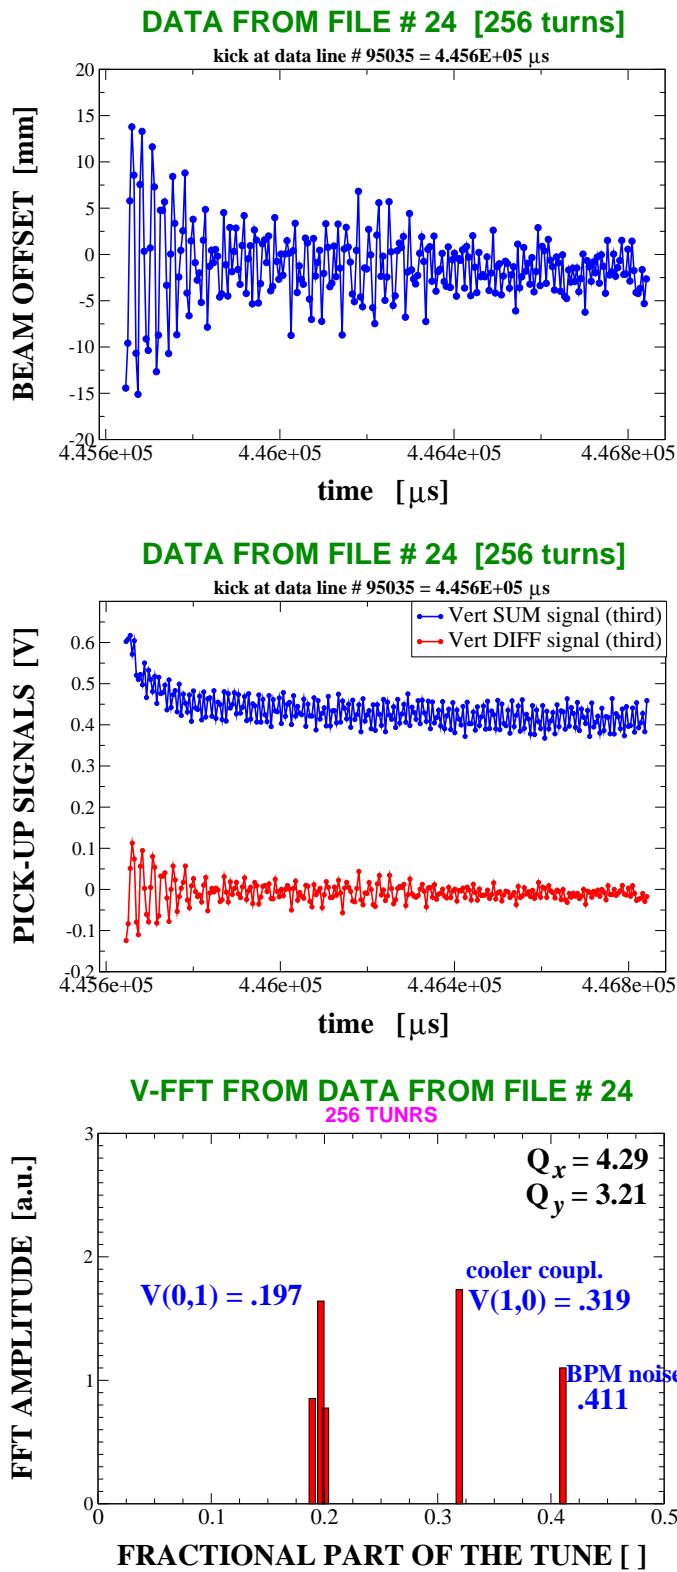 DATA FROM FILE # 24 [256 turns]
kick at data line # 95035 = 4.456E+05 μs
20
15
10
5
0
-5
-10
-15
-20
BEAM OFFSET [mm]
4.456e+05 4.46e+05 4.464e+05 4.468e+05
time [μs]
DATA FROM FILE # 24 [256 turns]
kick at data line # 95035 = 4.456E+05 μs
Vert SUM signal (third)
Vert DIFF signal (third)
0.6
0.5
0.4
0.3
0.2
0.1
0
-0.1
-0.2
PICK-UP SIGNALS [V]
4.456e+05 4.46e+05 4.464e+05 4.468e+05
time [μs]
V-FFT FROM DATA FROM FILE # 24
256 TUNRS
3
2
1
0
FFT AMPLITUDE [a.u.]
Q x = 4.29
Q y = 3.21
cooler coupl.
V(0,1) = .197
V(1,0) = .319
BPM noise
.411
0 0.1 0.2 0.3 0.4 0.5
FRACTIONAL PART OF THE TUNE [ ]